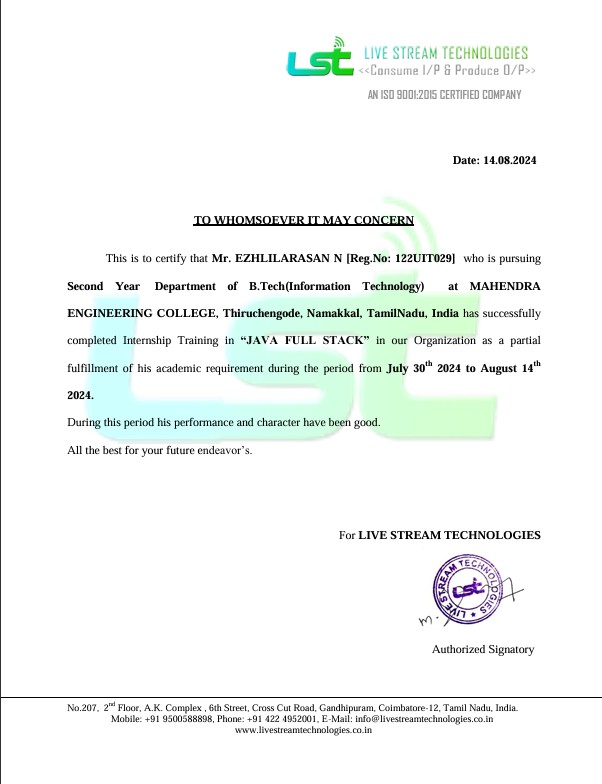 LST LIVE STREAM TECHNOLOGIES
<<Consume I/P & Produce O/P>>
AN ISO 9001:2015 CERTIFIED COMPANY
Date: 14.08.2024
TO WHOMSOEVER IT MAY CONCERN
This is to certify that Mr. EZHLILARASAN N [Reg.No: 122UIT029] who is pursuing
Second Year Department of B.Tech(Information Technology) at MAHENDRA
ENGINEERING COLLEGE, Thiruchengode, Namakkal, TamilNadu, India has successfully
completed Internship Training in “JAVA FULL STACK” in our Organization as a partial
fulfillment of his academic requirement during the period from July 30th 2024 to August 14th
2024.
During this period his performance and character have been good.
All the best for your future endeavor’s.
For LIVE STREAM TECHNOLOGIES
LIVE STREAM TECHNOLOGIES
LST
Authorized Signatory
No.207, 2nd Floor, A.K. Complex , 6th Street, Cross Cut Road, Gandhipuram, Coimbatore-12, Tamil Nadu, India.
Mobile: +91 9500588898, Phone: +91 422 4952001, E-Mail: info@livestreamtechnologies.co.in
www.livestreamtechnologies.co.in